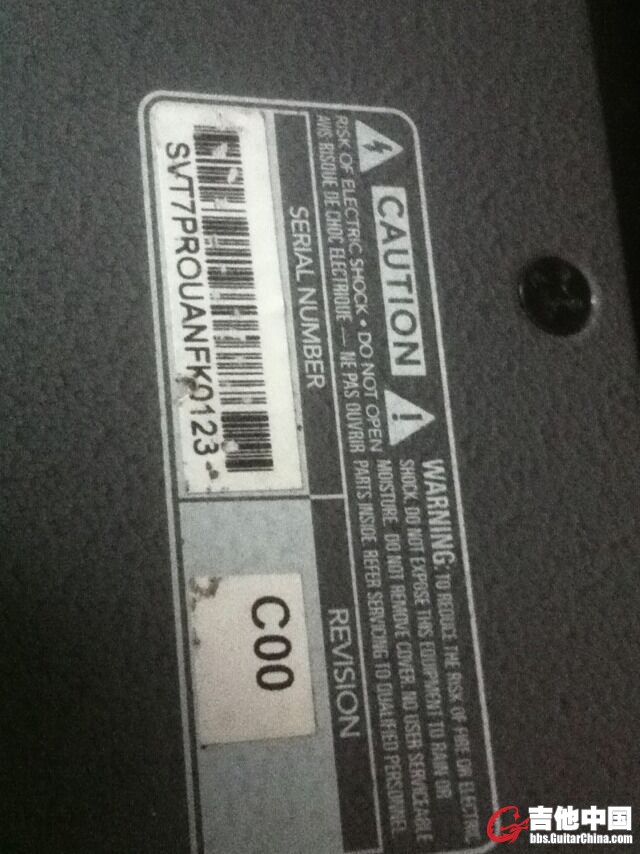 CAUTION
RISK OF ELECTRIC SHOCK • DO NOT OPEN
AVIS: RISQUE DE CHOC ELECTRIQUE — NE PAS OUVRIR
WARNING: TO REDUCE THE RISK OF FIRE OR ELECTRIC
SHOCK, DO NOT EXPOSE THIS EQUIPMENT TO RAIN OR
MOISTURE. DO NOT REMOVE COVER. NO USER SERVICEABLE
PARTS INSIDE. REFER SERVICING TO QUALIFIED PERSONNEL.
SERIAL NUMBER
SVT7PROUANFK0123
REVISION
C00
吉他中国
bbs.GuitarChina.com